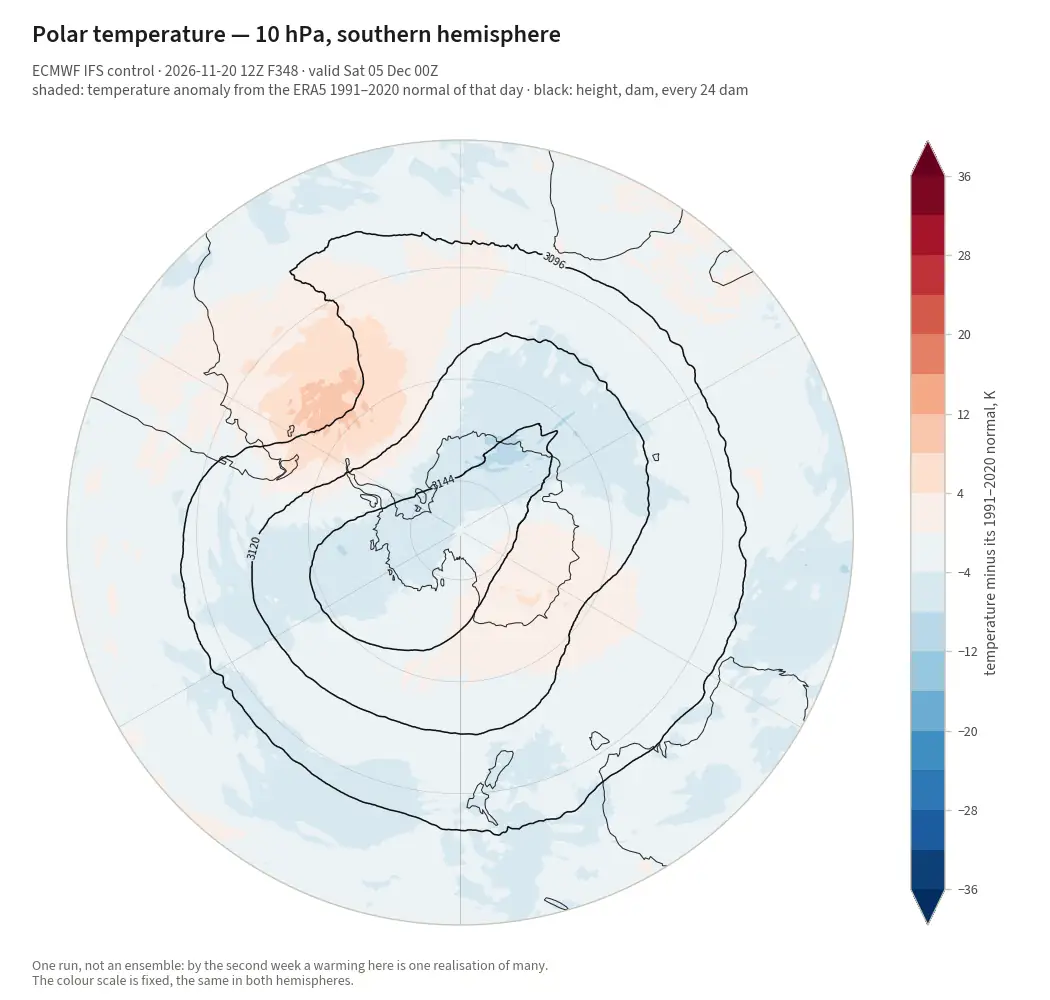 Polar temperature — 10 hPa, southern hemisphere
ECMWF IFS control · 2026-11-20 12Z F348 · valid Sat 05 Dec 00Z
shaded: temperature anomaly from the ERA5 1991–2020 normal of that day · black: height, dam, every 24 dam
3096
3144
3120
36
28
20
12
4
−4
−12
−20
−28
−36
temperature minus its 1991–2020 normal, K
One run, not an ensemble: by the second week a warming here is one realisation of many.
The colour scale is fixed, the same in both hemispheres.